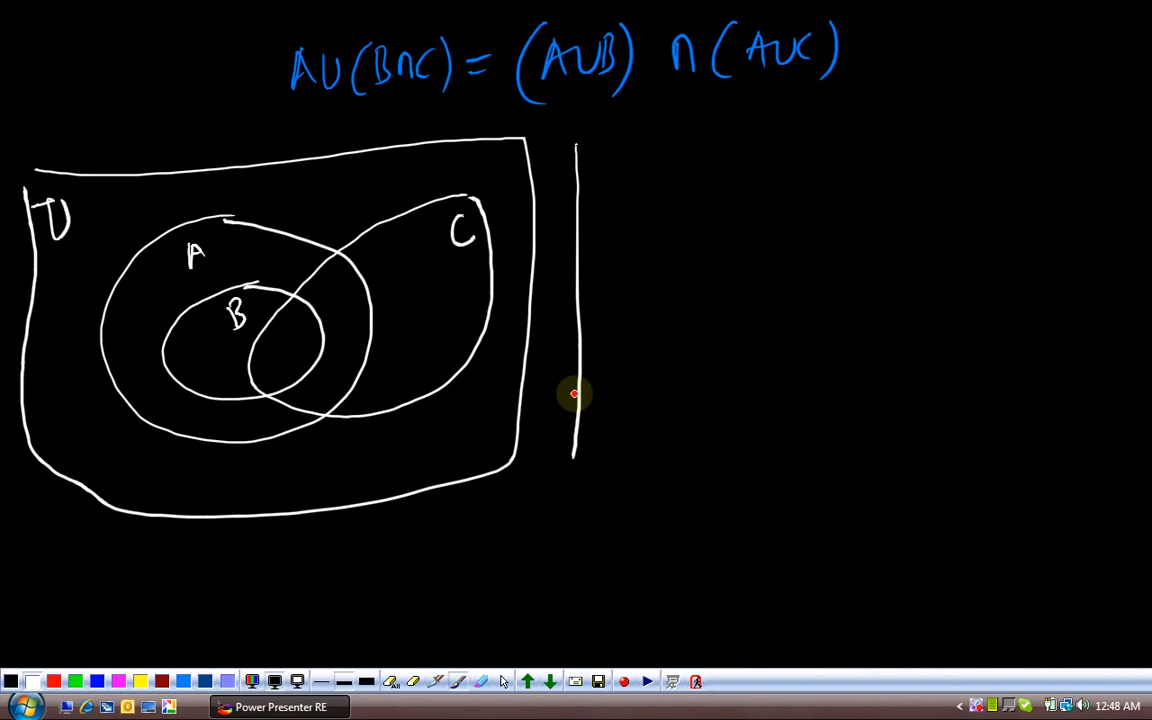 A∪(B∩C) = (A∪B) ∩ (A∪C)
U
A
B
C
Power Presenter RE
12:48 AM